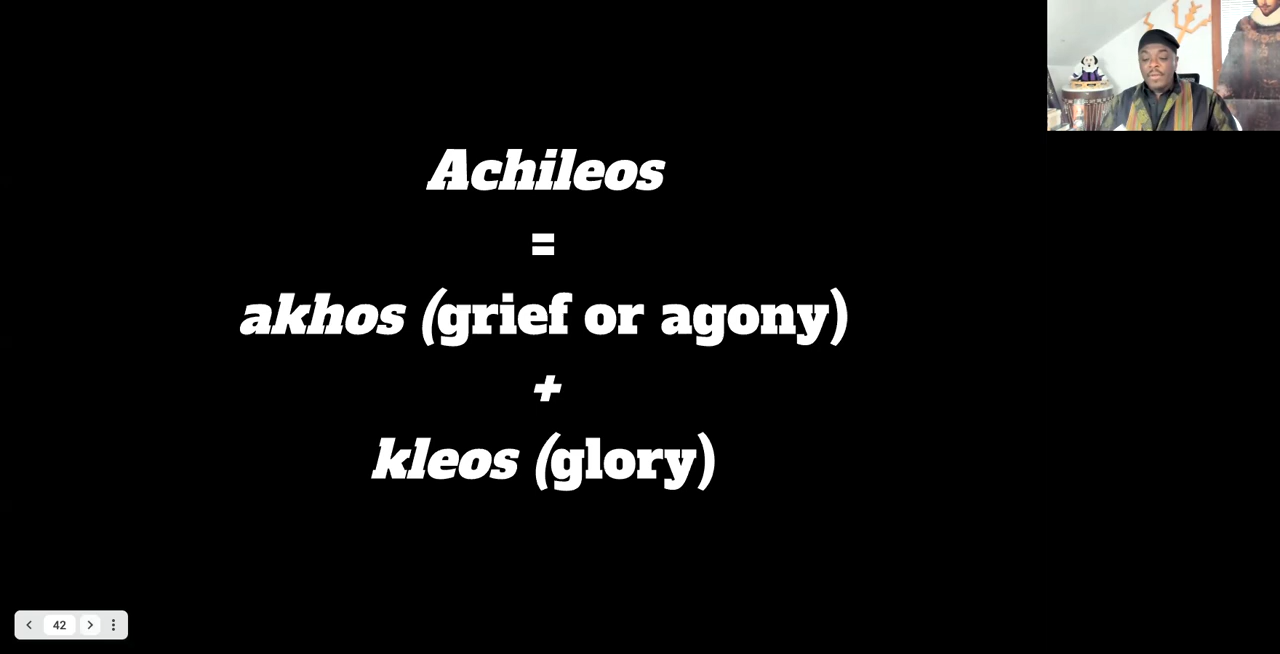 Achileos
=
akhos (grief or agony)
+
kleos (glory)
42